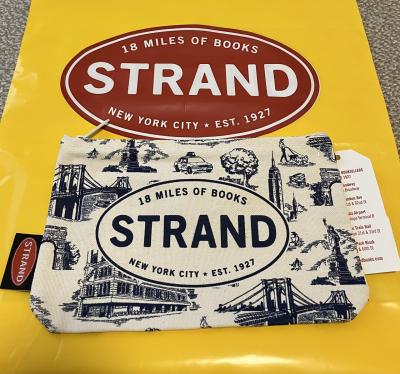 18 MILES OF BOOKS
STRAND
NEW YORK CITY ★ EST. 1927
18 MILES OF BOOKS
STRAND
NEW YORK CITY ★ EST. 1927
STRAND